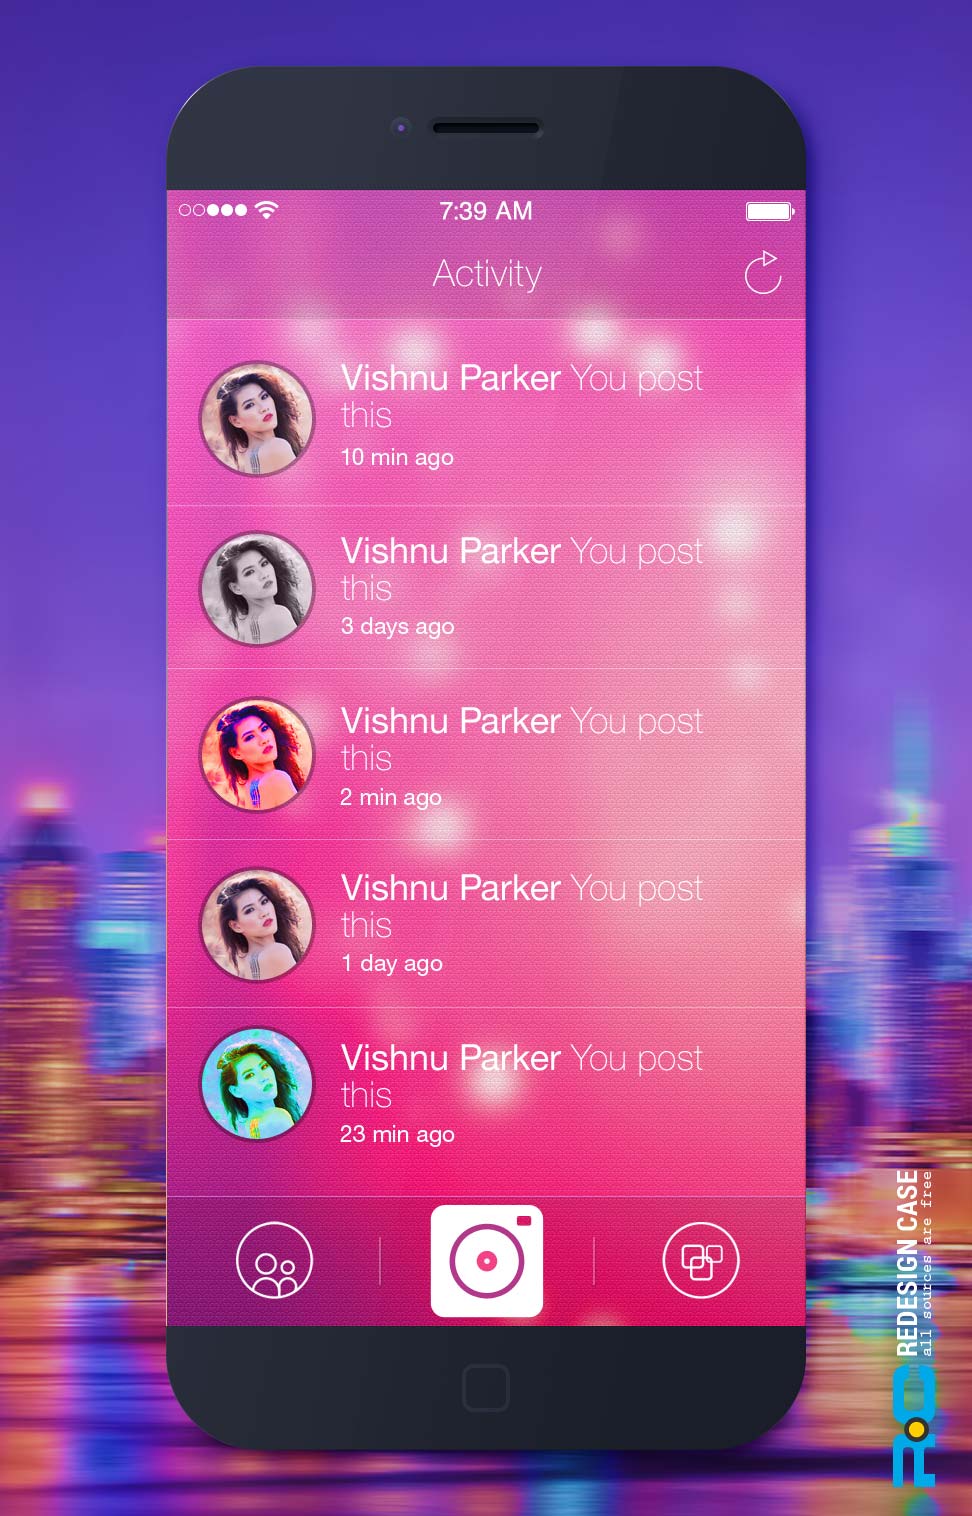 7:39 AM
Activity
Vishnu Parker You post
this
10 min ago
Vishnu Parker You post
this
3 days ago
Vishnu Parker You post
this
2 min ago
Vishnu Parker You post
this
1 day ago
Vishnu Parker You post
this
23 min ago
RC REDESIGN CASE
all sources are free